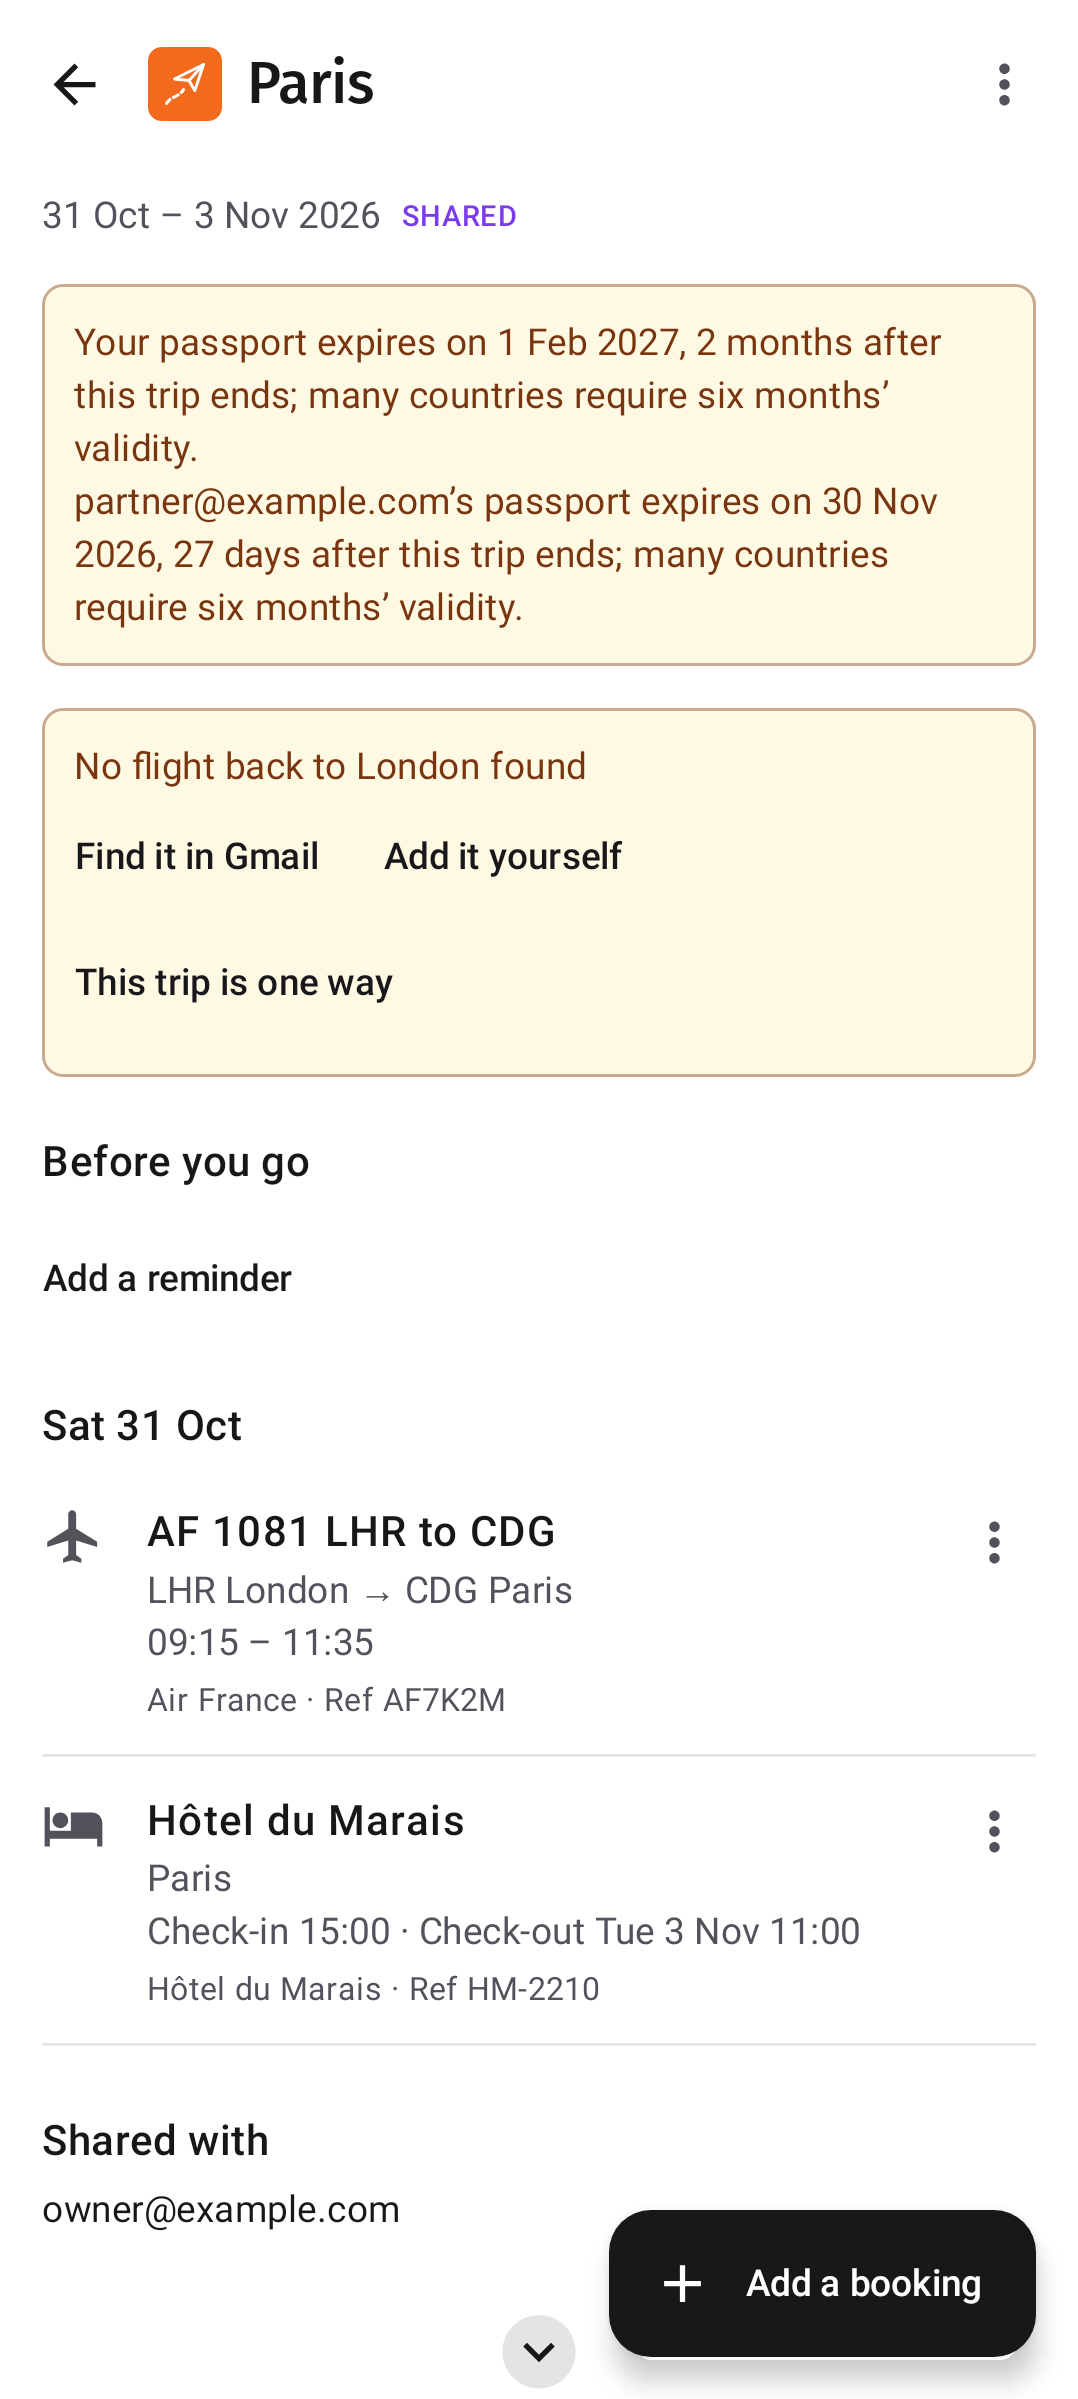 Paris
31 Oct – 3 Nov 2026 SHARED
Your passport expires on 1 Feb 2027, 2 months after
this trip ends; many countries require six months’
validity.
partner@example.com’s passport expires on 30 Nov
2026, 27 days after this trip ends; many countries
require six months’ validity.
No flight back to London found
Find it in Gmail Add it yourself
This trip is one way
Before you go
Add a reminder
Sat 31 Oct
AF 1081 LHR to CDG
LHR London → CDG Paris
09:15 – 11:35
Air France · Ref AF7K2M
Hôtel du Marais
Paris
Check-in 15:00 · Check-out Tue 3 Nov 11:00
Hôtel du Marais · Ref HM-2210
Shared with
owner@example.com
Add a booking